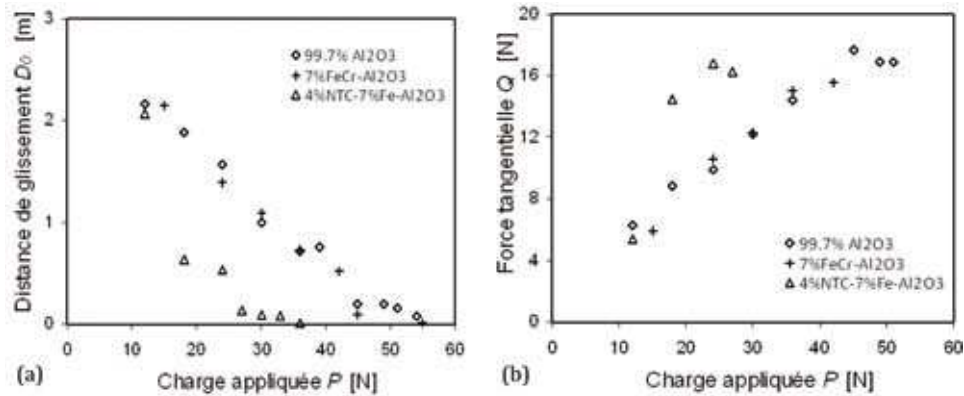 3
2
1
0
Distance de glissement D₀ [m]
99.7% Al2O3
7%FeCr-Al2O3
4%NTC-7%Fe-Al2O3
0 10 20 30 40 50 60
Charge appliquée P [N]
(a)
20
16
12
8
4
0
Force tangentielle Q [N]
99.7% Al2O3
7%FeCr-Al2O3
4%NTC-7%Fe-Al2O3
0 10 20 30 40 50 60
Charge appliquée P [N]
(b)